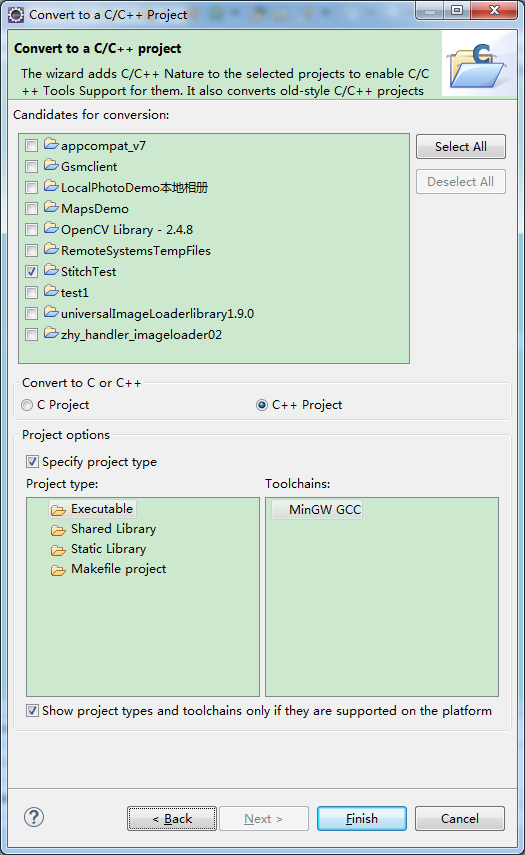 Convert to a C/C++ Project
Convert to a C/C++ project
The wizard adds C/C++ Nature to the selected projects to enable C/C
++ Tools Support for them. It also converts old-style C/C++ projects
C
Candidates for conversion:
appcompat_v7
Gsmclient
LocalPhotoDemo本地相册
MapsDemo
OpenCV Library - 2.4.8
RemoteSystemsTempFiles
StitchTest
test1
universalImageLoaderlibrary1.9.0
zhy_handler_imageloader02
Select All
Deselect All
Convert to C or C++
C Project
C++ Project
Project options
Specify project type
Project type:
Toolchains:
Executable
Shared Library
Static Library
Makefile project
MinGW GCC
Show project types and toolchains only if they are supported on the platform
?
< Back
Next >
Finish
Cancel